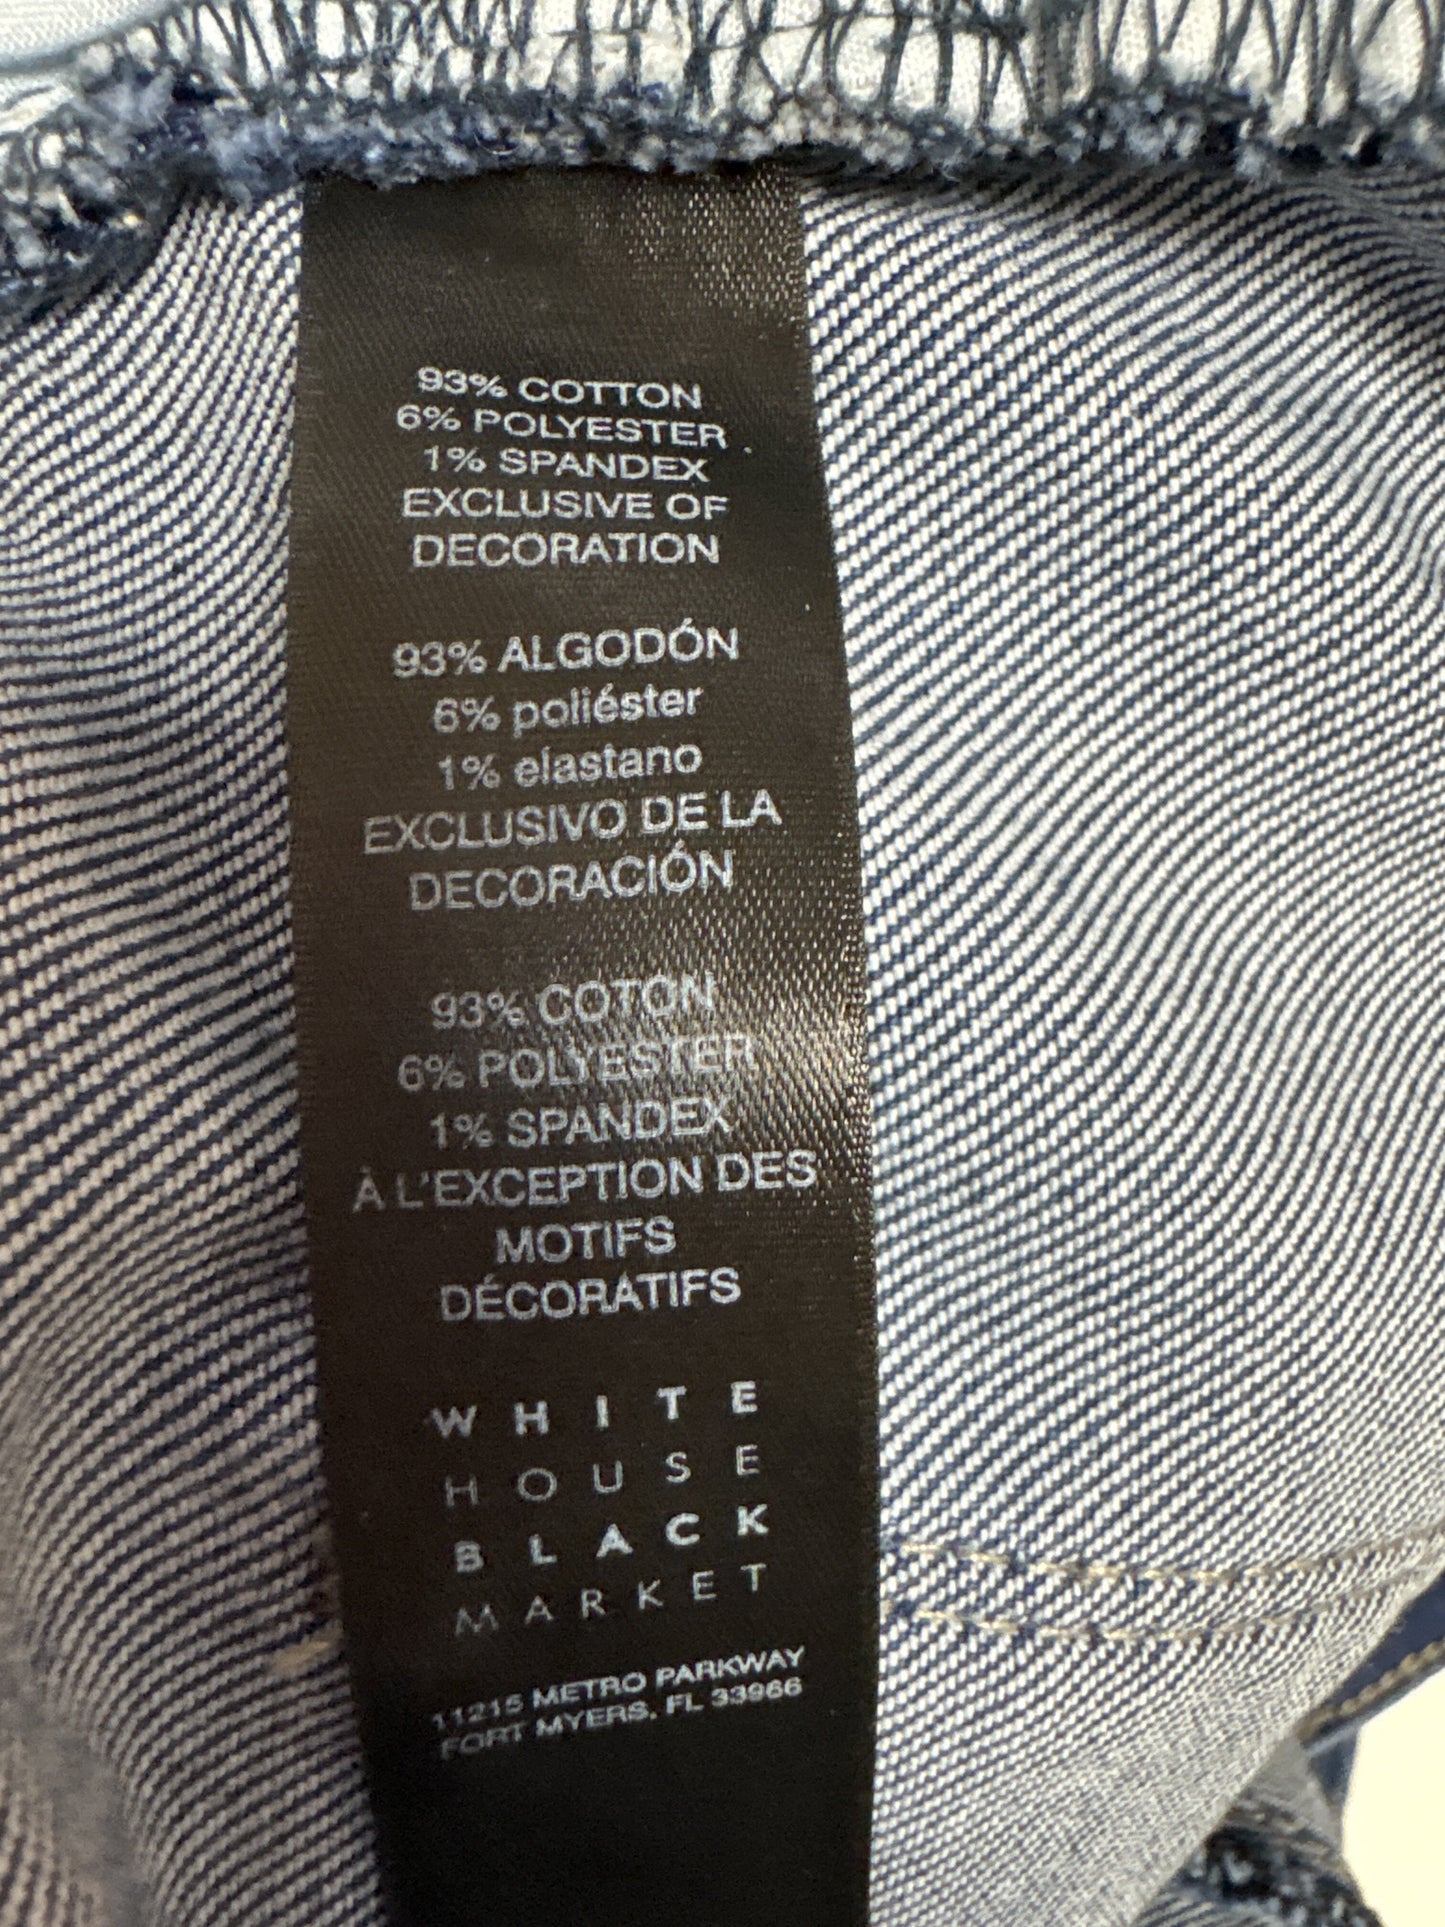 93% COTTON
6% POLYESTER
1% SPANDEX
EXCLUSIVE OF
DECORATION
93% ALGODÓN
6% poliéster
1% elastano
EXCLUSIVO DE LA
DECORACIÓN
93% COTON
6% POLYESTER
1% SPANDEX
À L'EXCEPTION DES
MOTIFS
DÉCORATIFS
WHITE
HOUSE
BLACK
MARKET
11215 METRO PARKWAY
FORT MYERS, FL 33966